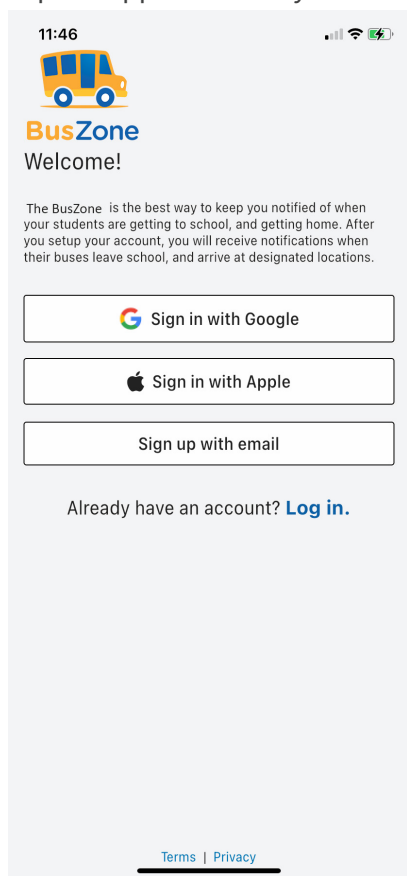 11:46
BusZone
Welcome!
The BusZone is the best way to keep you notified of when
your students are getting to school, and getting home. After
you setup your account, you will receive notifications when
their buses leave school, and arrive at designated locations.
Sign in with Google
Sign in with Apple
Sign up with email
Already have an account? Log in.
Terms | Privacy